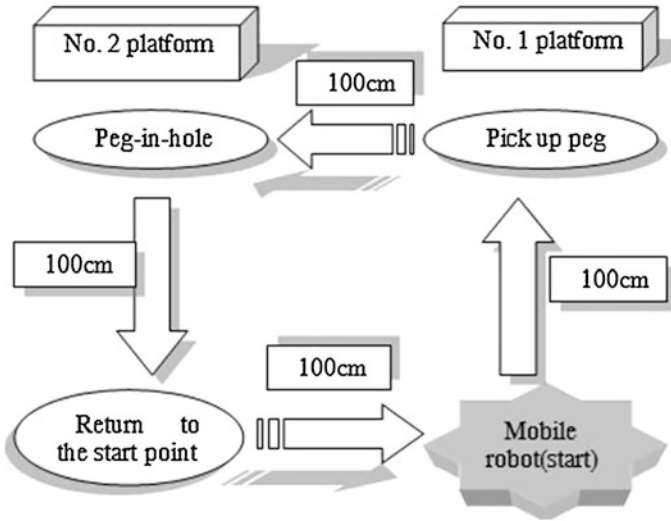 No. 2 platform
No. 1 platform
100cm
Peg-in-hole
Pick up peg
100cm
100cm
100cm
Return to
the start point
Mobile
robot(start)